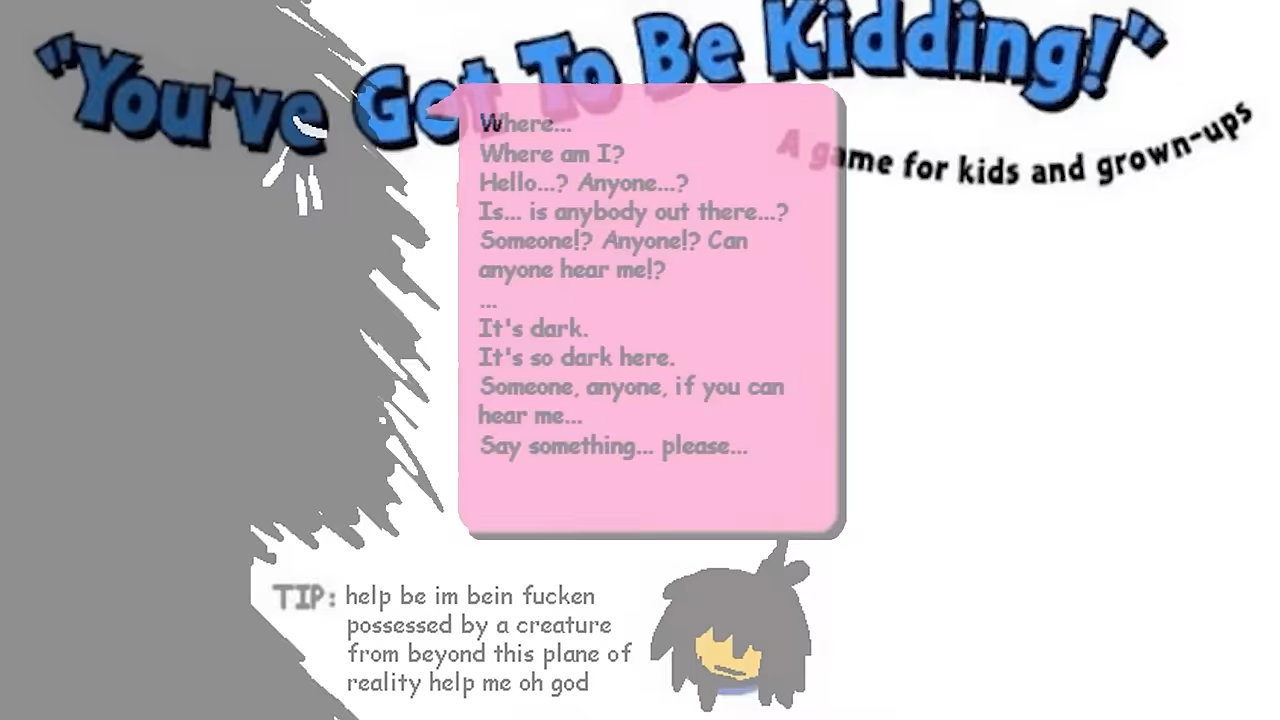 "You've Got To Be Kidding!"
A game for kids and grown-ups
Where...
Where am I?
Hello...? Anyone...?
Is... is anybody out there...?
Someone!? Anyone!? Can
anyone hear me!?
...
It's dark.
It's so dark here.
Someone, anyone, if you can
hear me...
Say something... please...
TIP: help be im bein fucken
possessed by a creature
from beyond this plane of
reality help me oh god